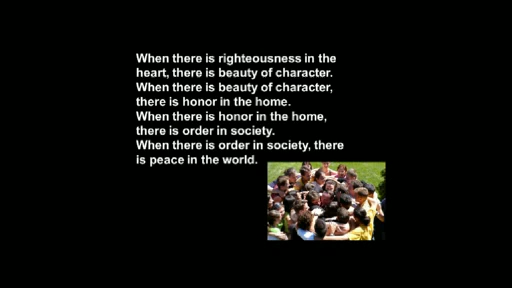 When there is righteousness in the
heart, there is beauty of character.
When there is beauty of character,
there is honor in the home.
When there is honor in the home,
there is order in society.
When there is order in society, there
is peace in the world.